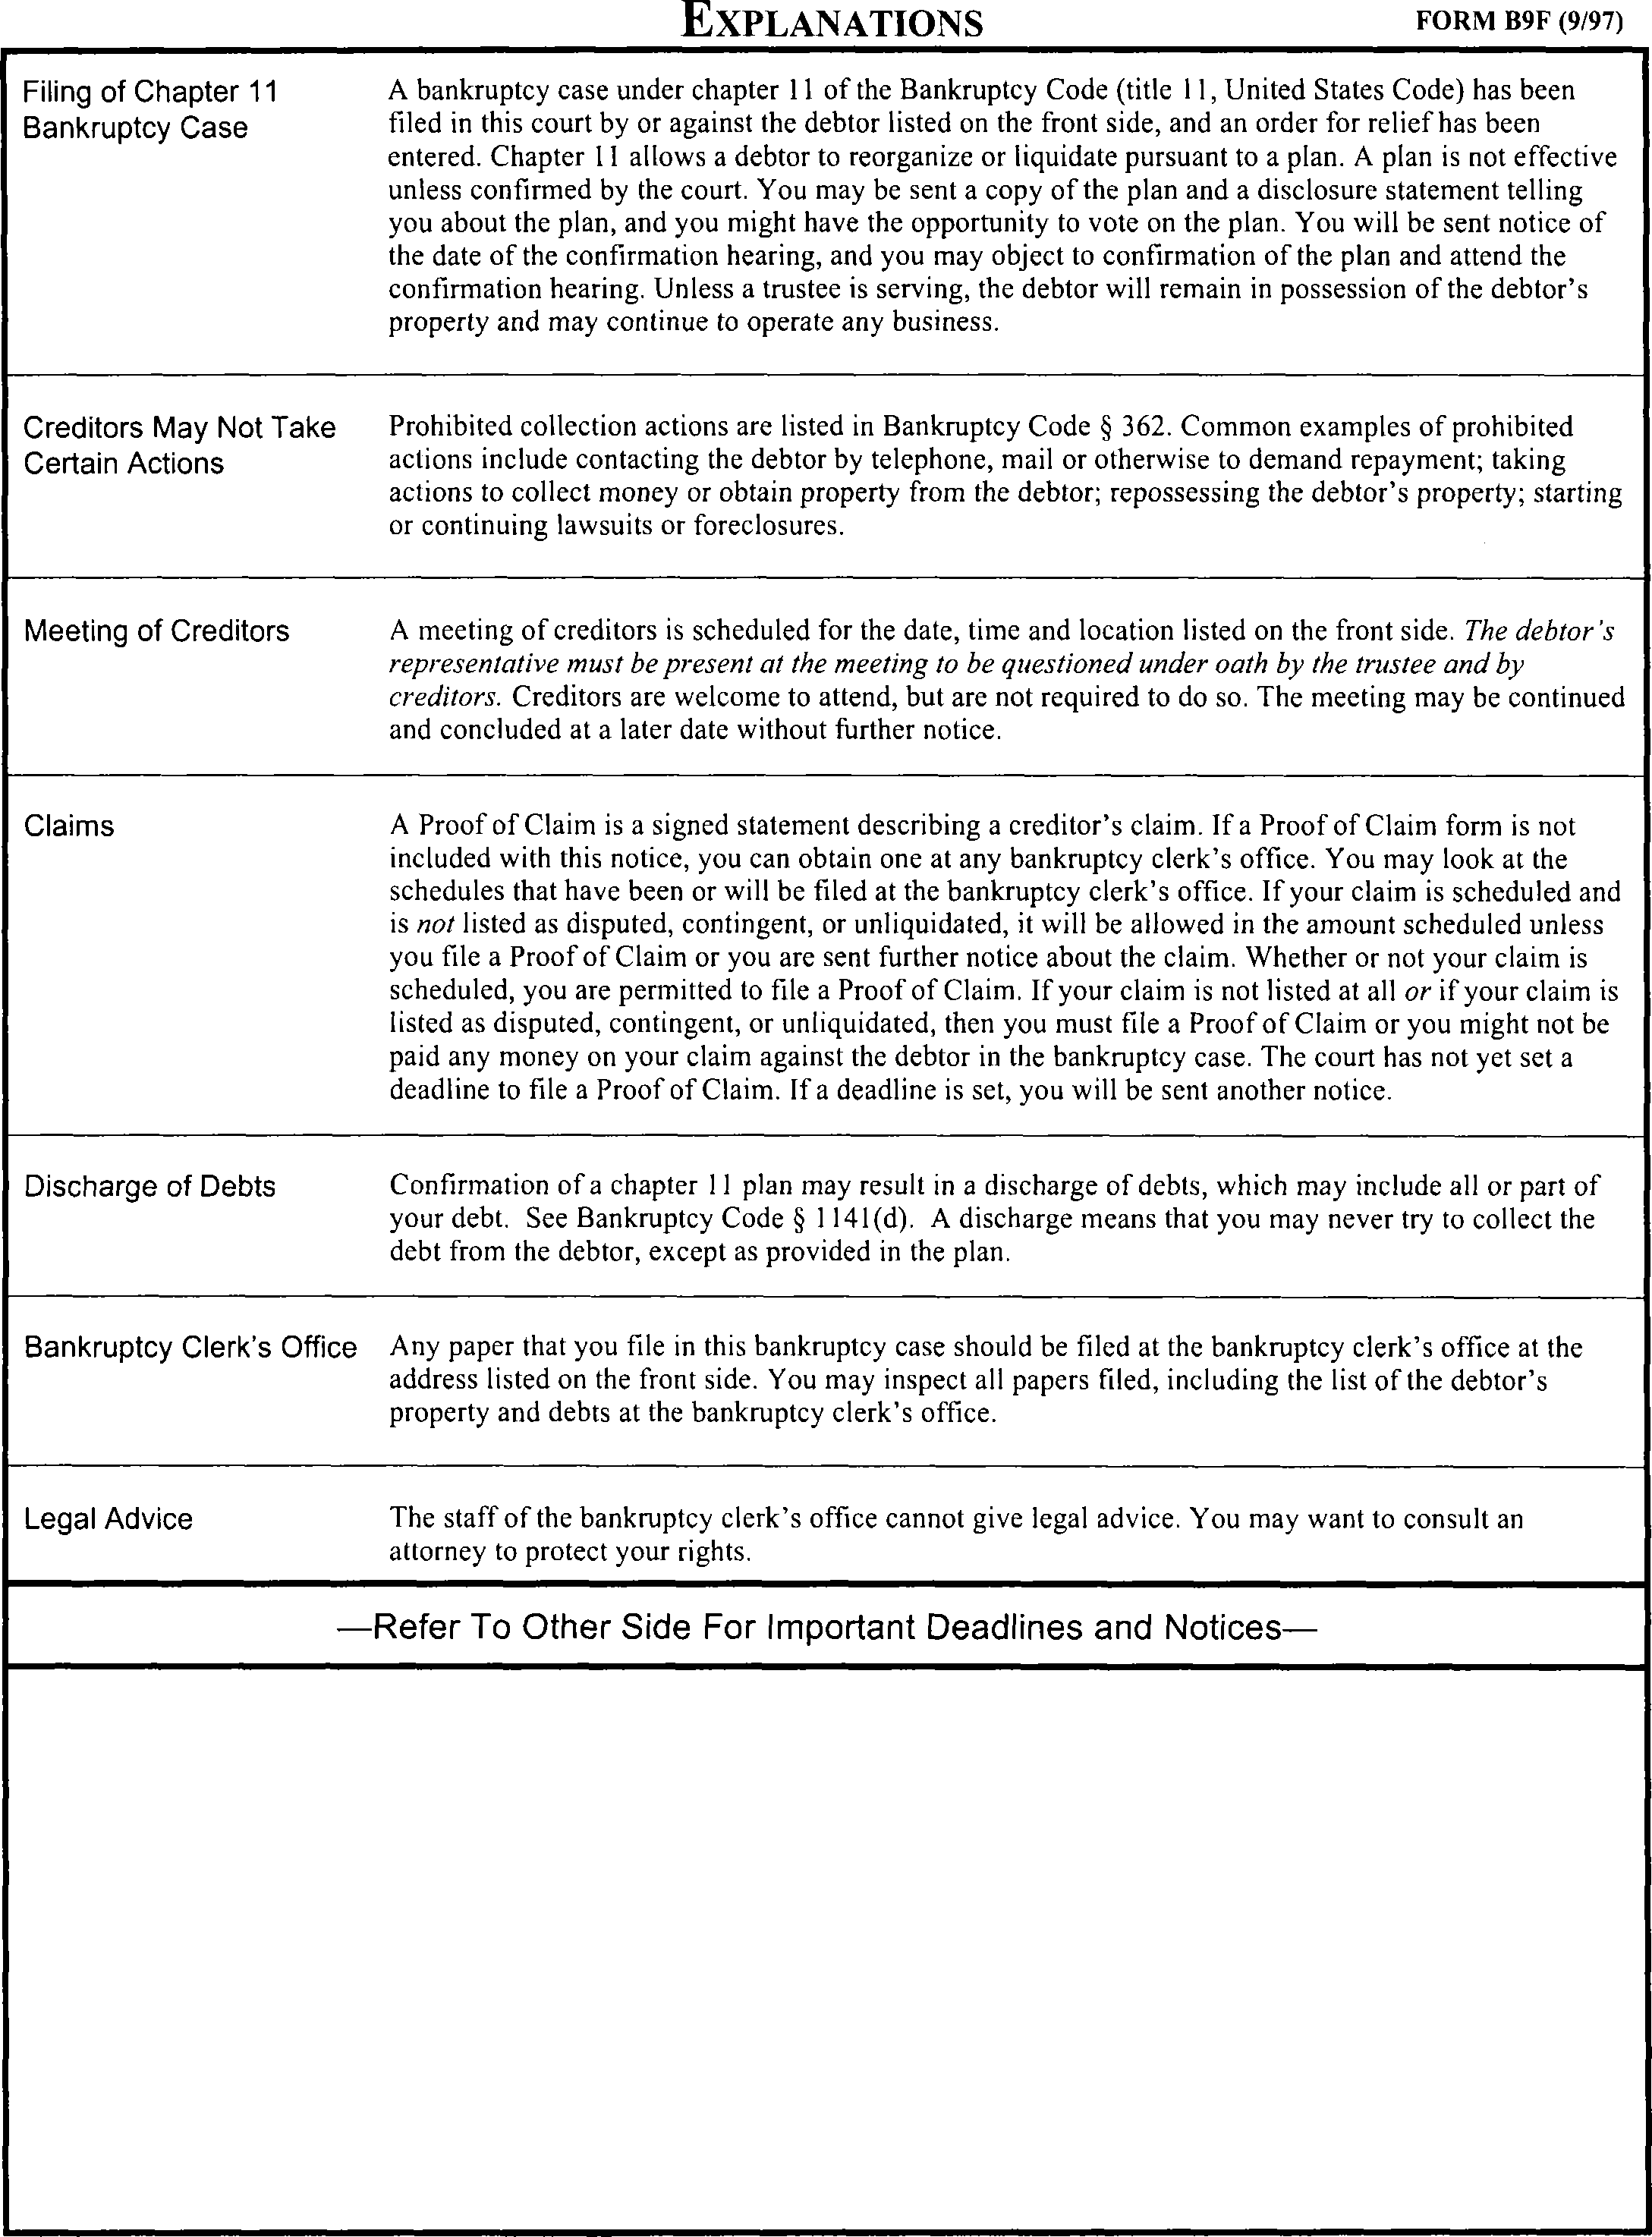 EXPLANATIONS FORM B9F (9/97)
Filing of Chapter 11
Bankruptcy Case
A bankruptcy case under chapter 11 of the Bankruptcy Code (title 11, United States Code) has been
filed in this court by or against the debtor listed on the front side, and an order for relief has been
entered. Chapter 11 allows a debtor to reorganize or liquidate pursuant to a plan. A plan is not effective
unless confirmed by the court. You may be sent a copy of the plan and a disclosure statement telling
you about the plan, and you might have the opportunity to vote on the plan. You will be sent notice of
the date of the confirmation hearing, and you may object to confirmation of the plan and attend the
confirmation hearing. Unless a trustee is serving, the debtor will remain in possession of the debtor's
property and may continue to operate any business.
Creditors May Not Take
Certain Actions
Prohibited collection actions are listed in Bankruptcy Code § 362. Common examples of prohibited
actions include contacting the debtor by telephone, mail or otherwise to demand repayment; taking
actions to collect money or obtain property from the debtor; repossessing the debtor's property; starting
or continuing lawsuits or foreclosures.
Meeting of Creditors
A meeting of creditors is scheduled for the date, time and location listed on the front side. The debtor's
representative must be present at the meeting to be questioned under oath by the trustee and by
creditors. Creditors are welcome to attend, but are not required to do so. The meeting may be continued
and concluded at a later date without further notice.
Claims
A Proof of Claim is a signed statement describing a creditor's claim. If a Proof of Claim form is not
included with this notice, you can obtain one at any bankruptcy clerk's office. You may look at the
schedules that have been or will be filed at the bankruptcy clerk's office. If your claim is scheduled and
is not listed as disputed, contingent, or unliquidated, it will be allowed in the amount scheduled unless
you file a Proof of Claim or you are sent further notice about the claim. Whether or not your claim is
scheduled, you are permitted to file a Proof of Claim. If your claim is not listed at all or if your claim is
listed as disputed, contingent, or unliquidated, then you must file a Proof of Claim or you might not be
paid any money on your claim against the debtor in the bankruptcy case. The court has not yet set a
deadline to file a Proof of Claim. If a deadline is set, you will be sent another notice.
Discharge of Debts
Confirmation of a chapter 11 plan may result in a discharge of debts, which may include all or part of
your debt. See Bankruptcy Code § 1141(d). A discharge means that you may never try to collect the
debt from the debtor, except as provided in the plan.
Bankruptcy Clerk's Office
Any paper that you file in this bankruptcy case should be filed at the bankruptcy clerk's office at the
address listed on the front side. You may inspect all papers filed, including the list of the debtor's
property and debts at the bankruptcy clerk's office.
Legal Advice
The staff of the bankruptcy clerk's office cannot give legal advice. You may want to consult an
attorney to protect your rights.
—Refer To Other Side For Important Deadlines and Notices—